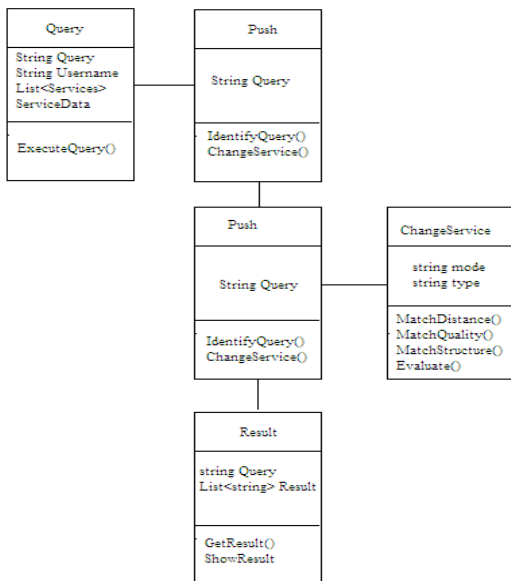 Query
String Query
String Username
List<Services>
ServiceData
ExecuteQuery()
Push
String Query
IdentifyQuery()
ChangeService()
Push
String Query
IdentifyQuery()
ChangeService()
ChangeService
string mode
string type
MatchDistance()
MatchQuality()
MatchStructure()
Evaluate()
Result
string Query
List<string> Result
GetResult()
ShowResult